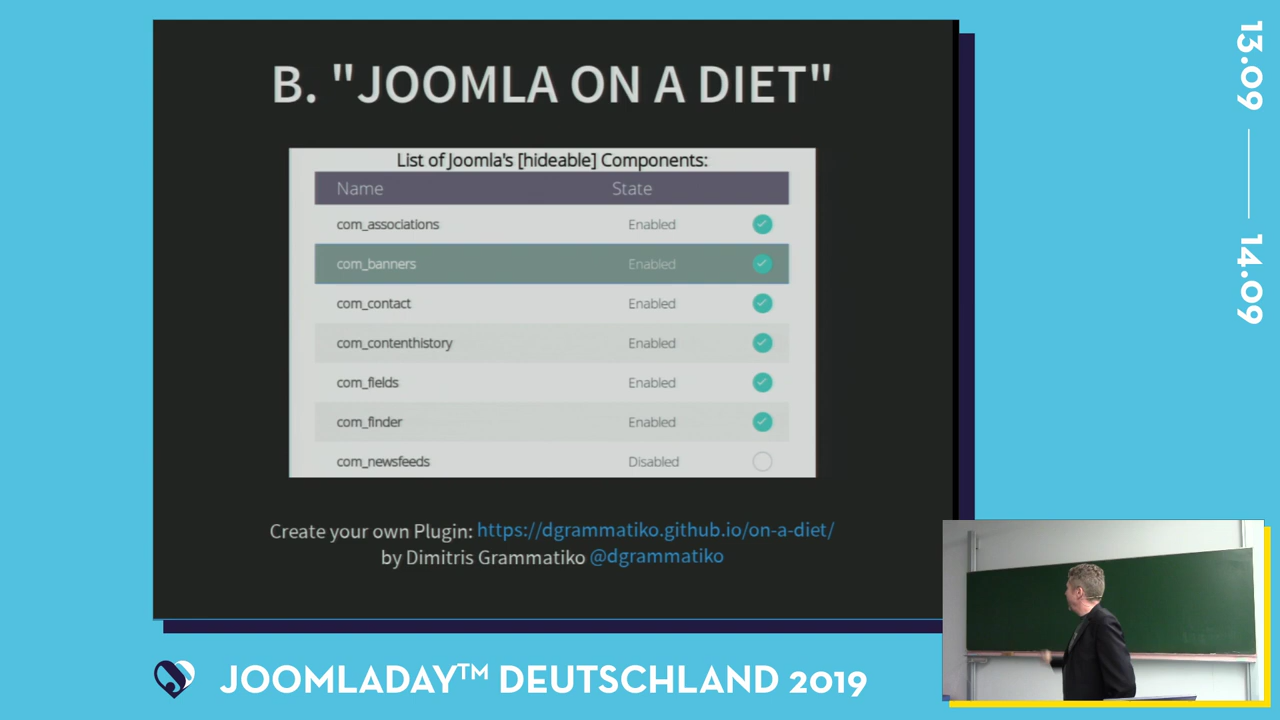 B. "JOOMLA ON A DIET"
List of Joomla's [hideable] Components:
Name State
com_associations Enabled
com_banners Enabled
com_contact Enabled
com_contenthistory Enabled
com_fields Enabled
com_finder Enabled
com_newsfeeds Disabled
Create your own Plugin: https://dgrammatiko.github.io/on-a-diet/
by Dimitris Grammatiko @dgrammatiko
13.09
14.09
JOOMLADAY™ DEUTSCHLAND 2019